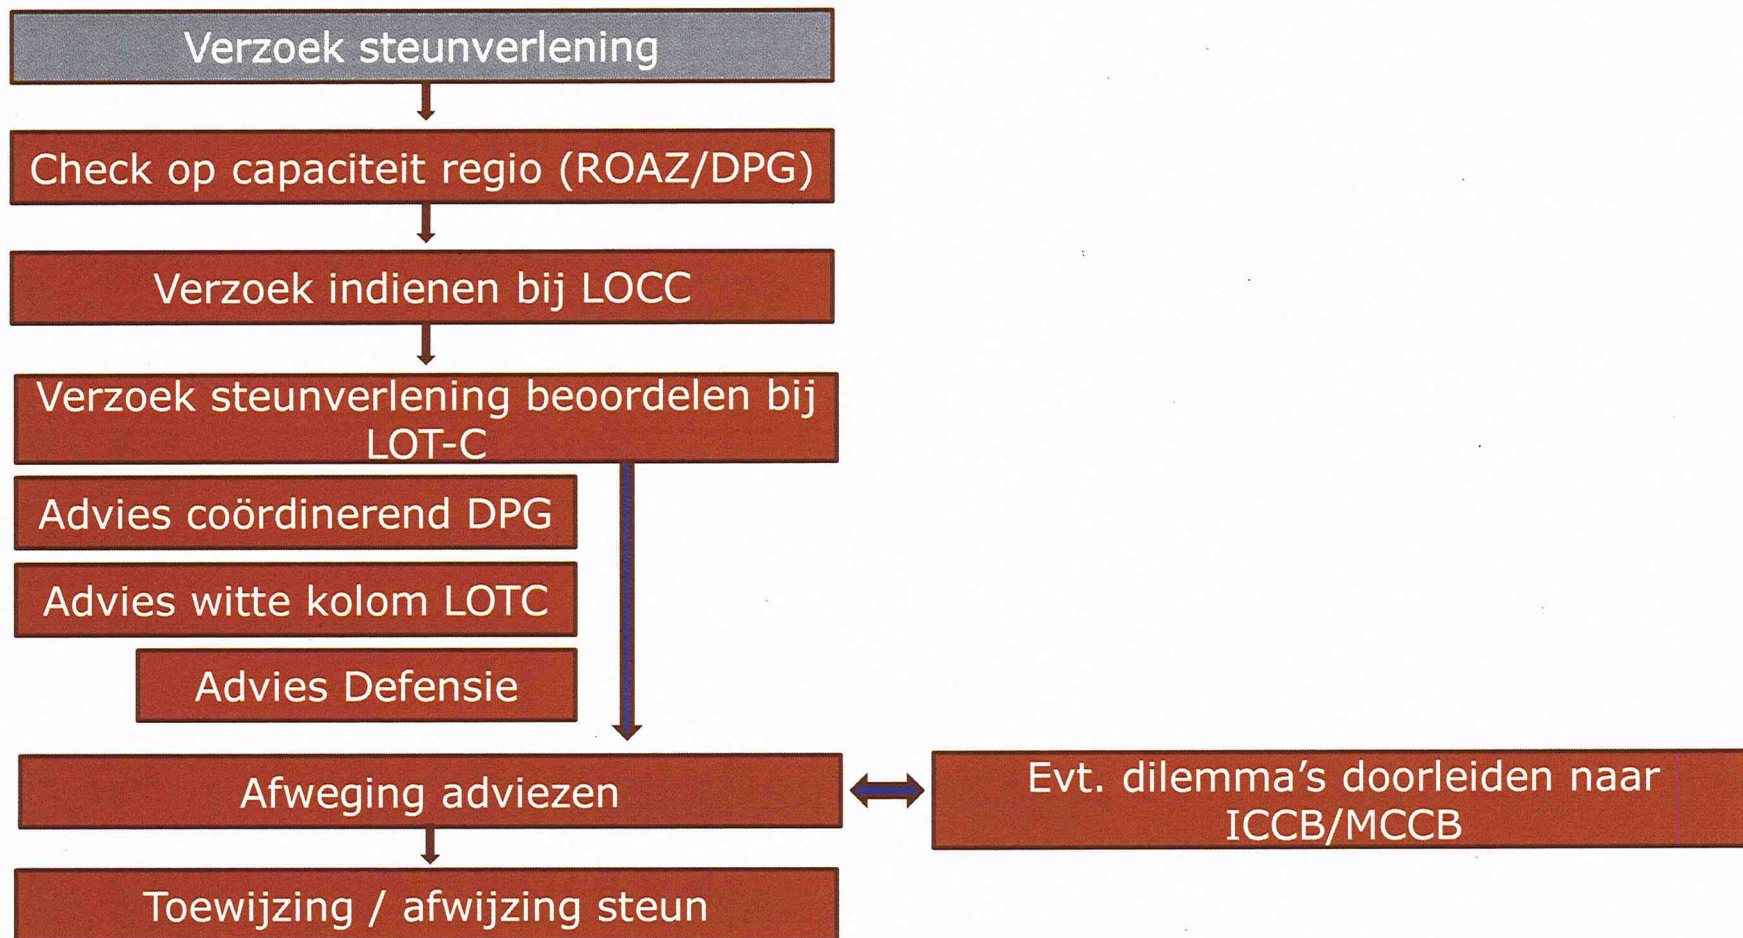 Verzoek steunverlening
Check op capaciteit regio (ROAZ/DPG)
Verzoek indienen bij LOCC
Verzoek steunverlening beoordelen bij
LOT-C
Advies coördinerend DPG
Advies witte kolom LOTC
Advies Defensie
Afweging adviezen
Evt. dilemma's doorleiden naar
ICCB/MCCB
Toewijzing / afwijzing steun